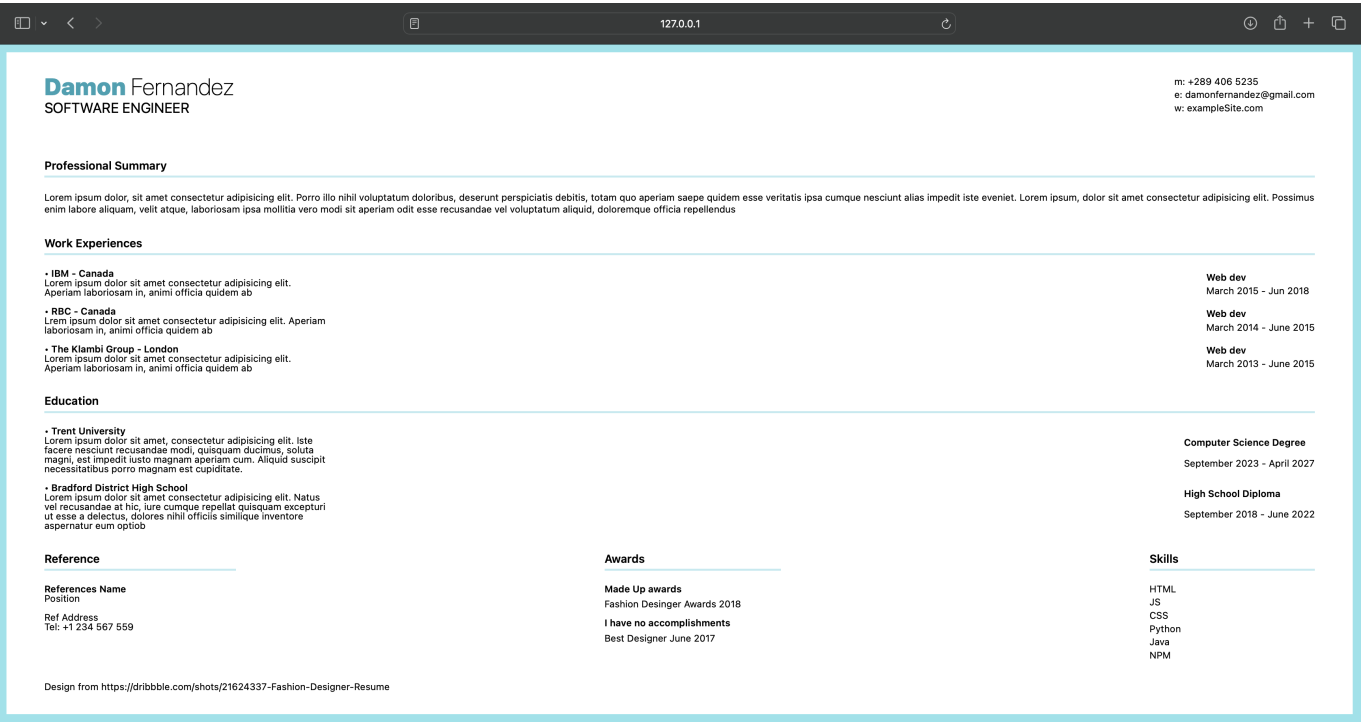 127.0.0.1
Damon Fernandez
SOFTWARE ENGINEER
m: +289 406 5235
e: damonfernandez@gmail.com
w: exampleSite.com
Professional Summary
Lorem ipsum dolor, sit amet consectetur adipisicing elit. Porro illo nihil voluptatum doloribus, deserunt perspiciatis debitis, totam quo aperiam saepe quidem esse veritatis ipsa cumque nesciunt alias impedit iste eveniet. Lorem ipsum, dolor sit amet consectetur adipisicing elit. Possimus
enim labore aliquam, velit atque, laboriosam ipsa mollitia vero modi sit aperiam odit esse recusandae vel voluptatum aliquid, doloremque officia repellendus
Work Experiences
• IBM - Canada
Lorem ipsum dolor sit amet consectetur adipisicing elit.
Aperiam laboriosam in, animi officia quidem ab
Web dev
March 2015 - Jun 2018
• RBC - Canada
Lrem ipsum dolor sit amet consectetur adipisicing elit. Aperiam
laboriosam in, animi officia quidem ab
Web dev
March 2014 - June 2015
• The Klambi Group - London
Lorem ipsum dolor sit amet consectetur adipisicing elit.
Aperiam laboriosam in, animi officia quidem ab
Web dev
March 2013 - June 2015
Education
• Trent University
Lorem ipsum dolor sit amet, consectetur adipisicing elit. Iste
facere nesciunt recusandae modi, quisquam ducimus, soluta
magni, est impedit iusto magnam aperiam cum. Aliquid suscipit
necessitatibus porro magnam est cupiditate.
Computer Science Degree
September 2023 - April 2027
• Bradford District High School
Lorem ipsum dolor sit amet consectetur adipisicing elit. Natus
vel recusandae at hic, iure cumque repellat quisquam excepturi
ut esse a delectus, dolores nihil officiis similique inventore
aspernatur eum optiob
High School Diploma
September 2018 - June 2022
Reference
References Name
Position
Ref Address
Tel: +1 234 567 559
Awards
Made Up awards
Fashion Desinger Awards 2018
I have no accomplishments
Best Designer June 2017
Skills
HTML
JS
CSS
Python
Java
NPM
Design from https://dribbble.com/shots/21624337-Fashion-Designer-Resume